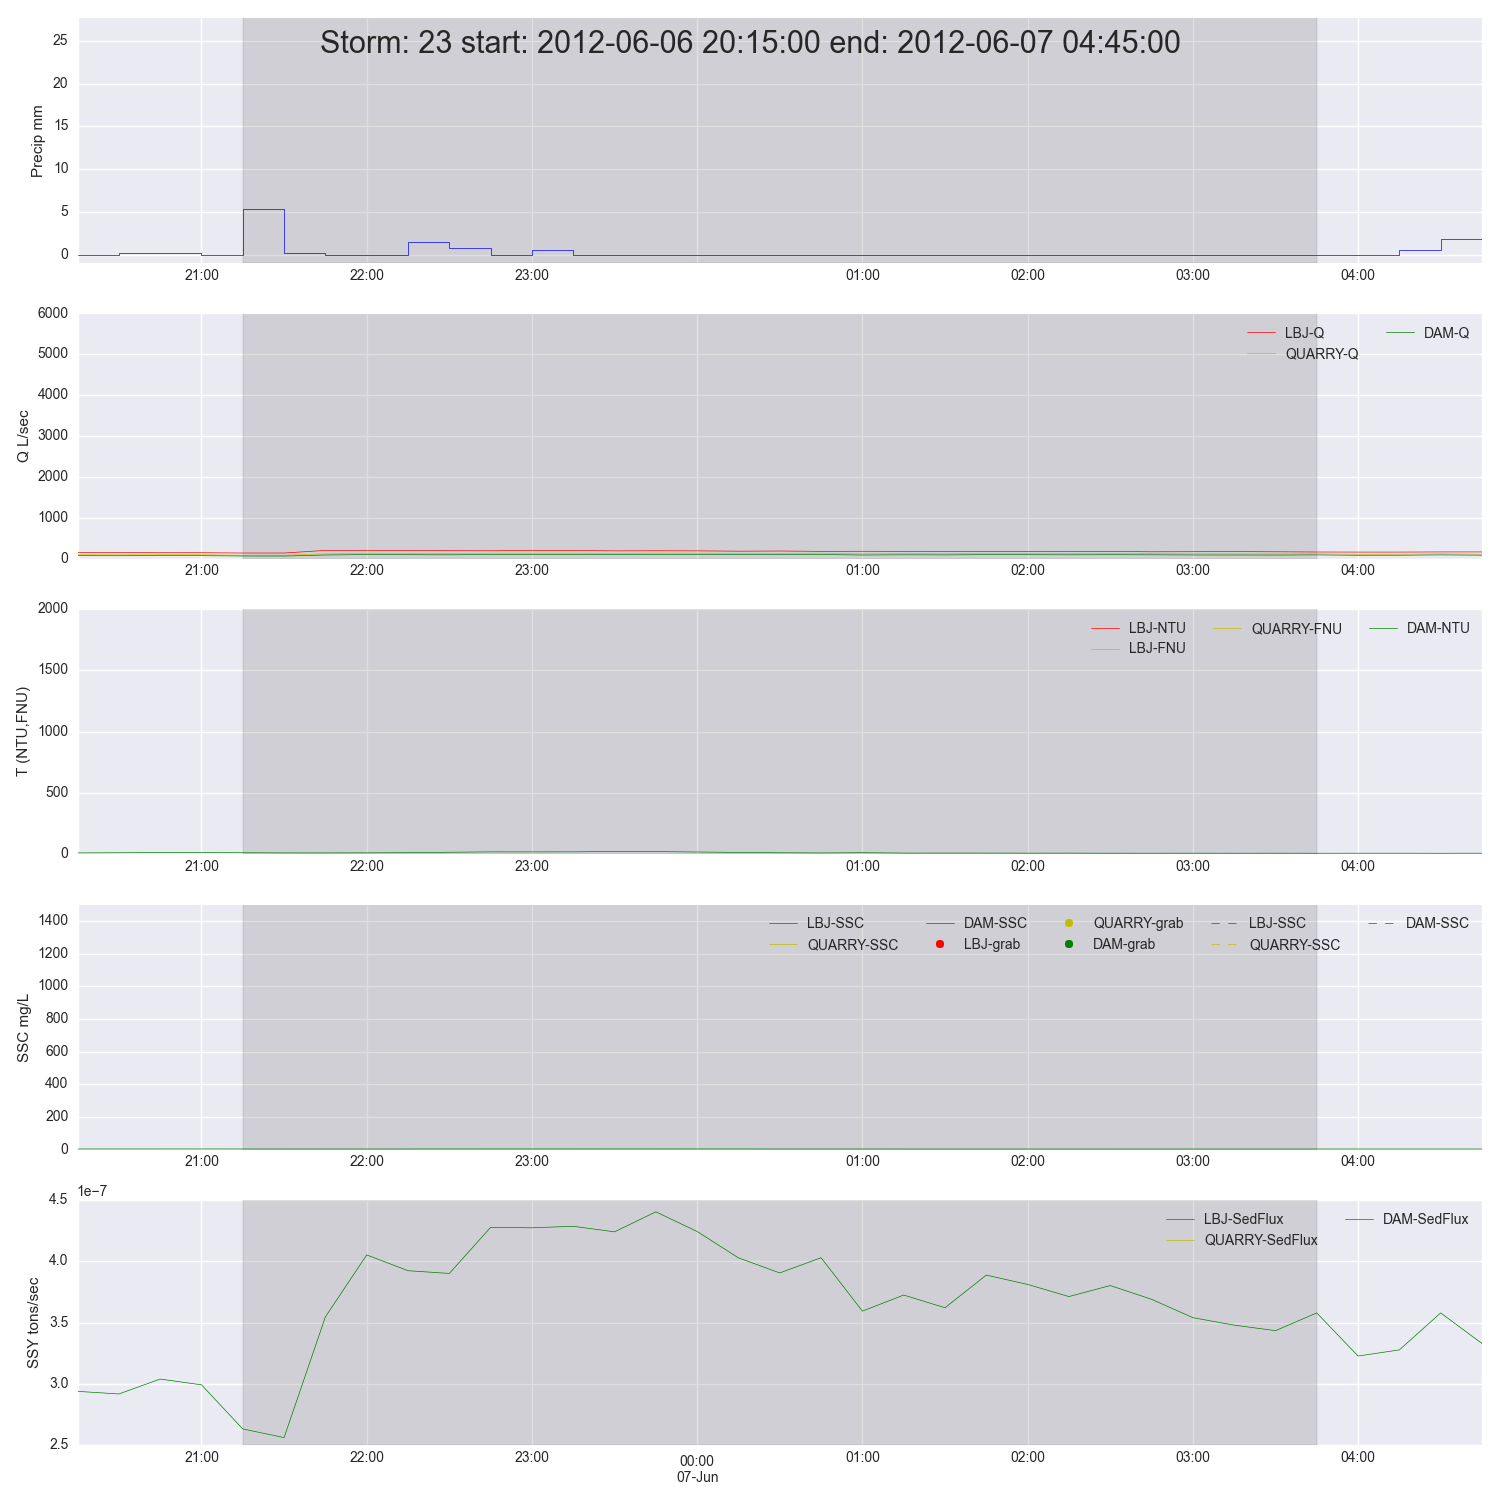 Storm: 23 start: 2012-06-06 20:15:00 end: 2012-06-07 04:45:00
Precip mm
25
20
15
10
5
0
21:00 22:00 23:00 01:00 02:00 03:00 04:00
Q L/sec
6000
5000
4000
3000
2000
1000
0
LBJ-Q DAM-Q
QUARRY-Q
21:00 22:00 23:00 01:00 02:00 03:00 04:00
T (NTU,FNU)
2000
1500
1000
500
0
LBJ-NTU QUARRY-FNU DAM-NTU
LBJ-FNU
21:00 22:00 23:00 01:00 02:00 03:00 04:00
SSC mg/L
1400
1200
1000
800
600
400
200
0
LBJ-SSC DAM-SSC QUARRY-grab LBJ-SSC DAM-SSC
QUARRY-SSC LBJ-grab DAM-grab QUARRY-SSC
21:00 22:00 23:00 01:00 02:00 03:00 04:00
1e−7
SSY tons/sec
4.5
4.0
3.5
3.0
2.5
LBJ-SedFlux DAM-SedFlux
QUARRY-SedFlux
21:00 22:00 23:00 00:00 01:00 02:00 03:00 04:00
07-Jun